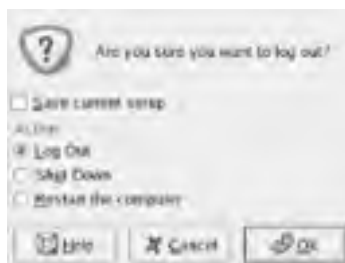 Are you sure you want to log out?
Save current setup
Action
Log Out
Shut Down
Restart the computer
Help
Cancel
OK